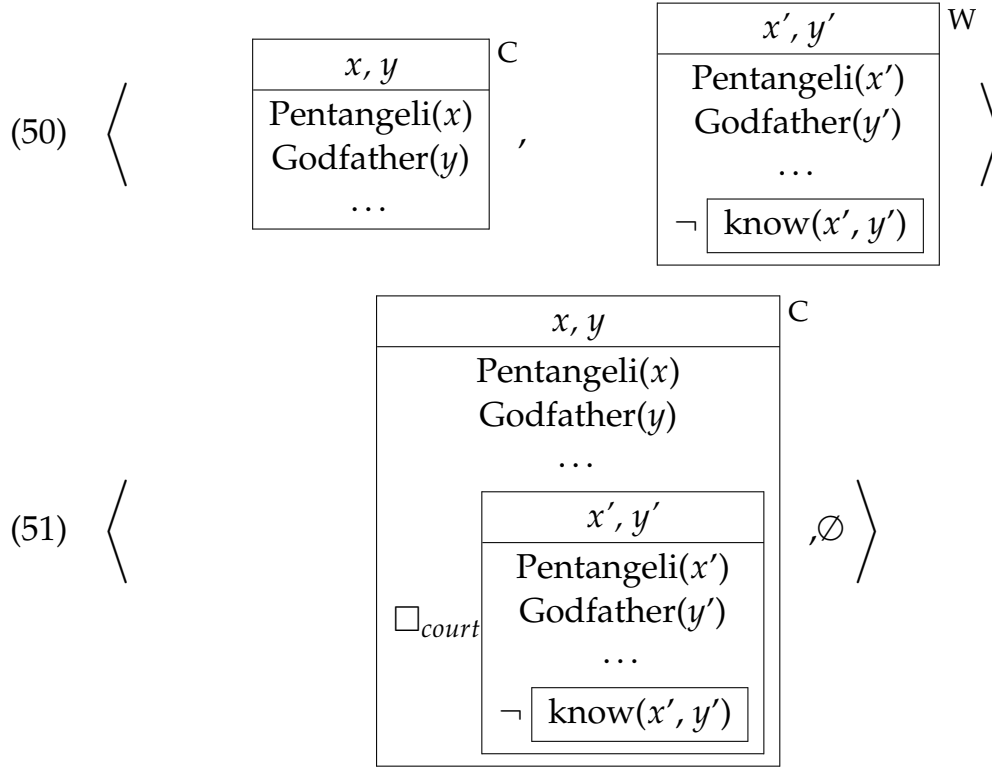 (50) ⟨ x, y C , x′, y′ W ⟩
Pentangeli(x) Pentangeli(x′)
Godfather(y) Godfather(y′)
… …
¬ know(x′, y′)
(51) ⟨ x, y C ,∅ ⟩
Pentangeli(x)
Godfather(y)
…
x′, y′
Pentangeli(x′)
□court Godfather(y′)
…
¬ know(x′, y′)